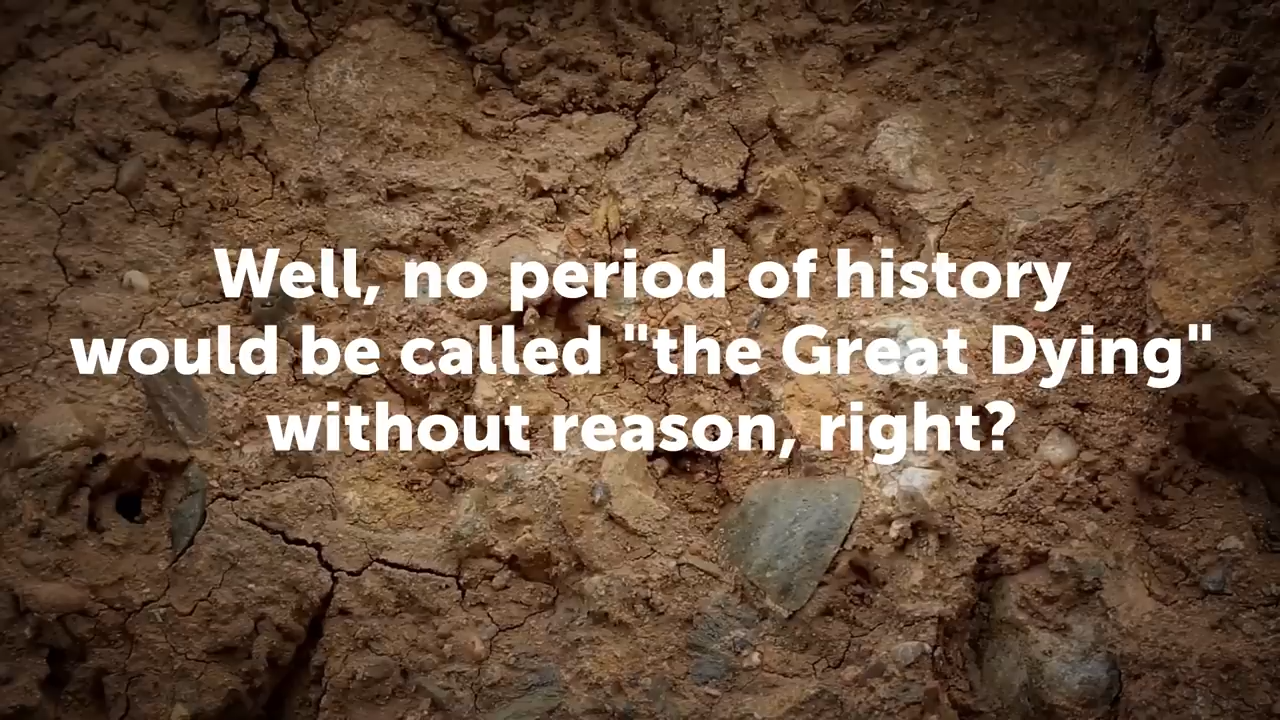 Well, no period of history
would be called "the Great Dying"
without reason, right?